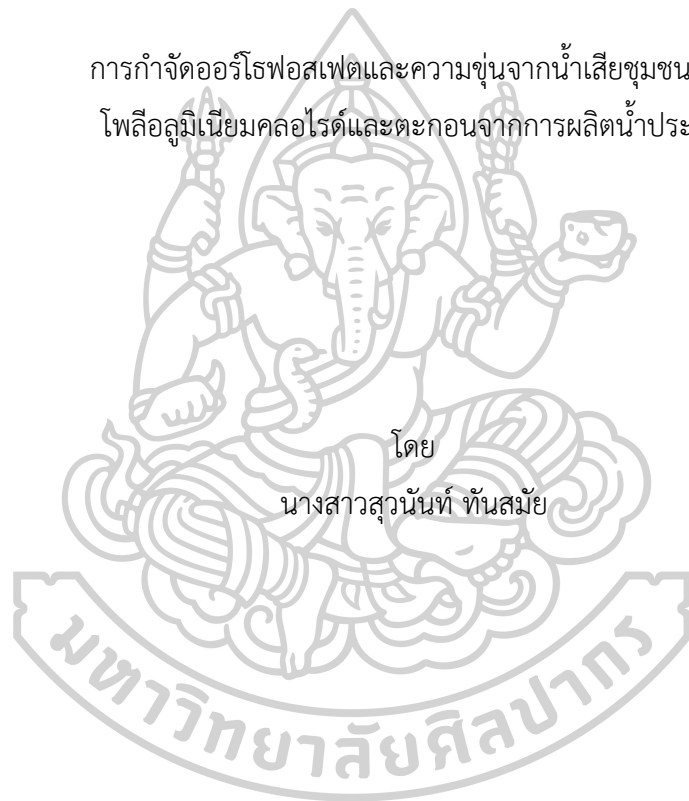 การกำจัดออร์โธฟอสเฟตและความขุ่นจากน้ำเสียชุมชน
โพลีอลูมิเนียมคลอไรด์และตะกอนจากการผลิตน้ำประ
โดย
นางสาวสุวนันท์ ทันสมัย
มหาวิทยาลัยศิลปากร